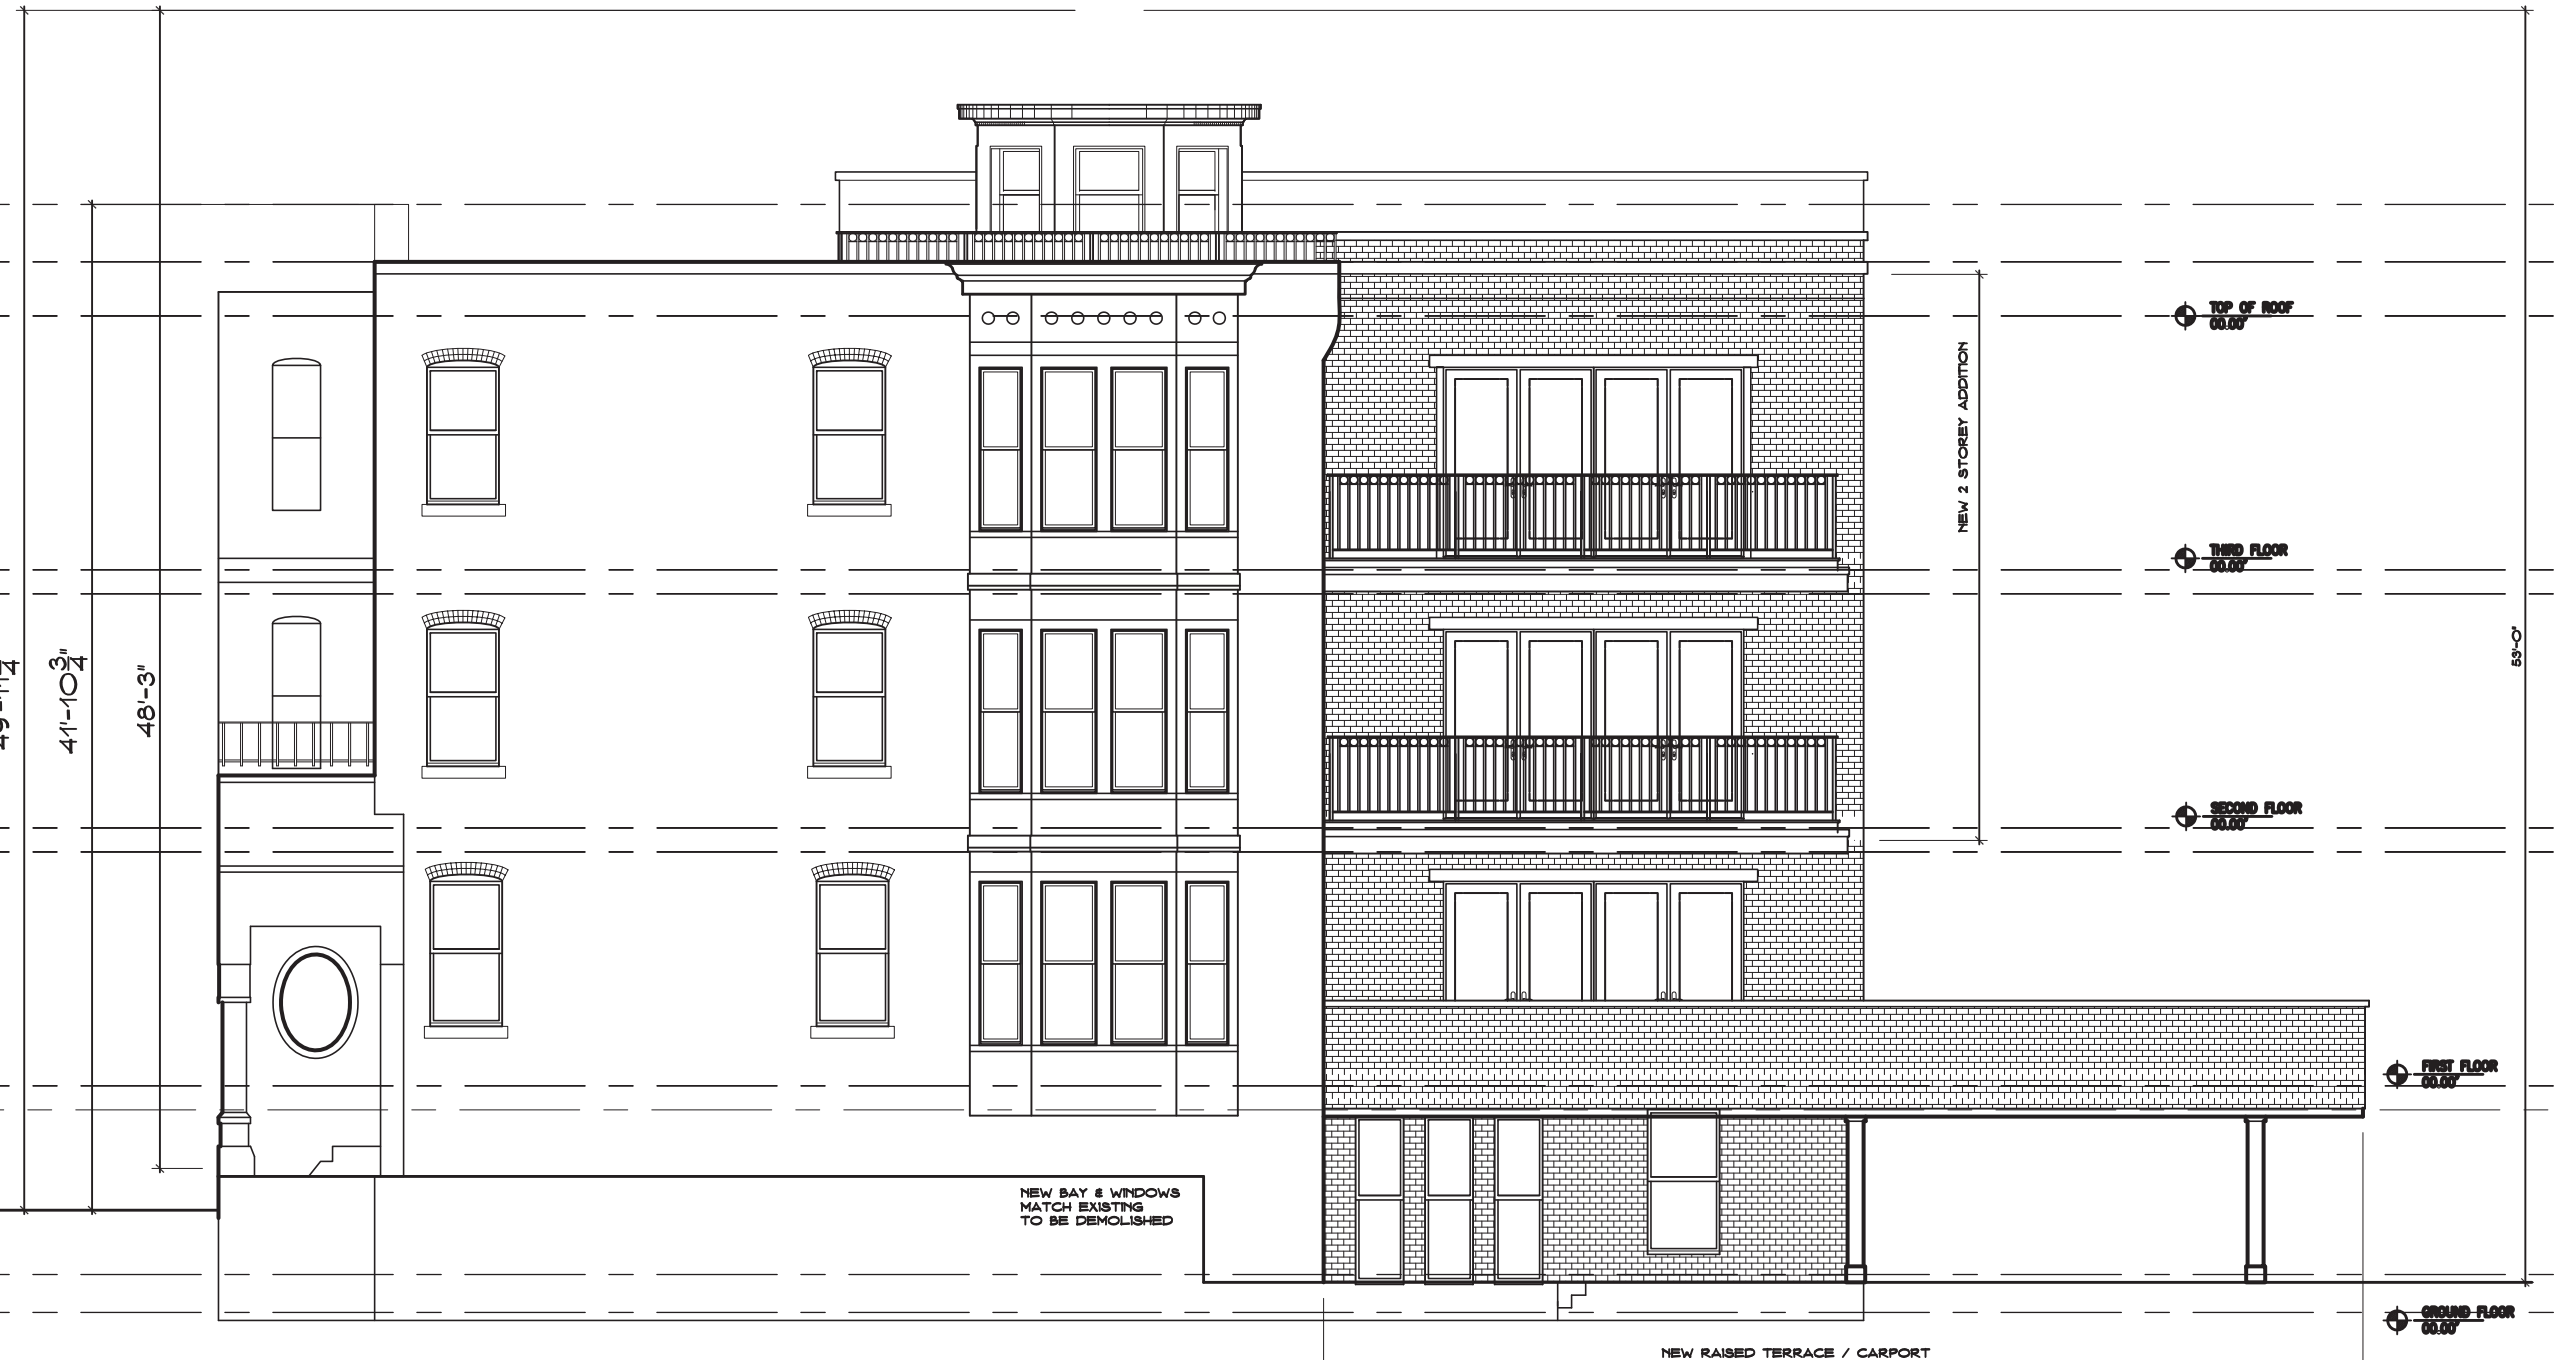 TOP OF ROOF
00.00'
NEW 2 STOREY ADDITION
THIRD FLOOR
00.00'
53'-0"
41'-10 3/4"
48'-3"
SECOND FLOOR
00.00'
FIRST FLOOR
00.00'
NEW BAY & WINDOWS
MATCH EXISTING
TO BE DEMOLISHED
GROUND FLOOR
00.00'
NEW RAISED TERRACE / CARPORT